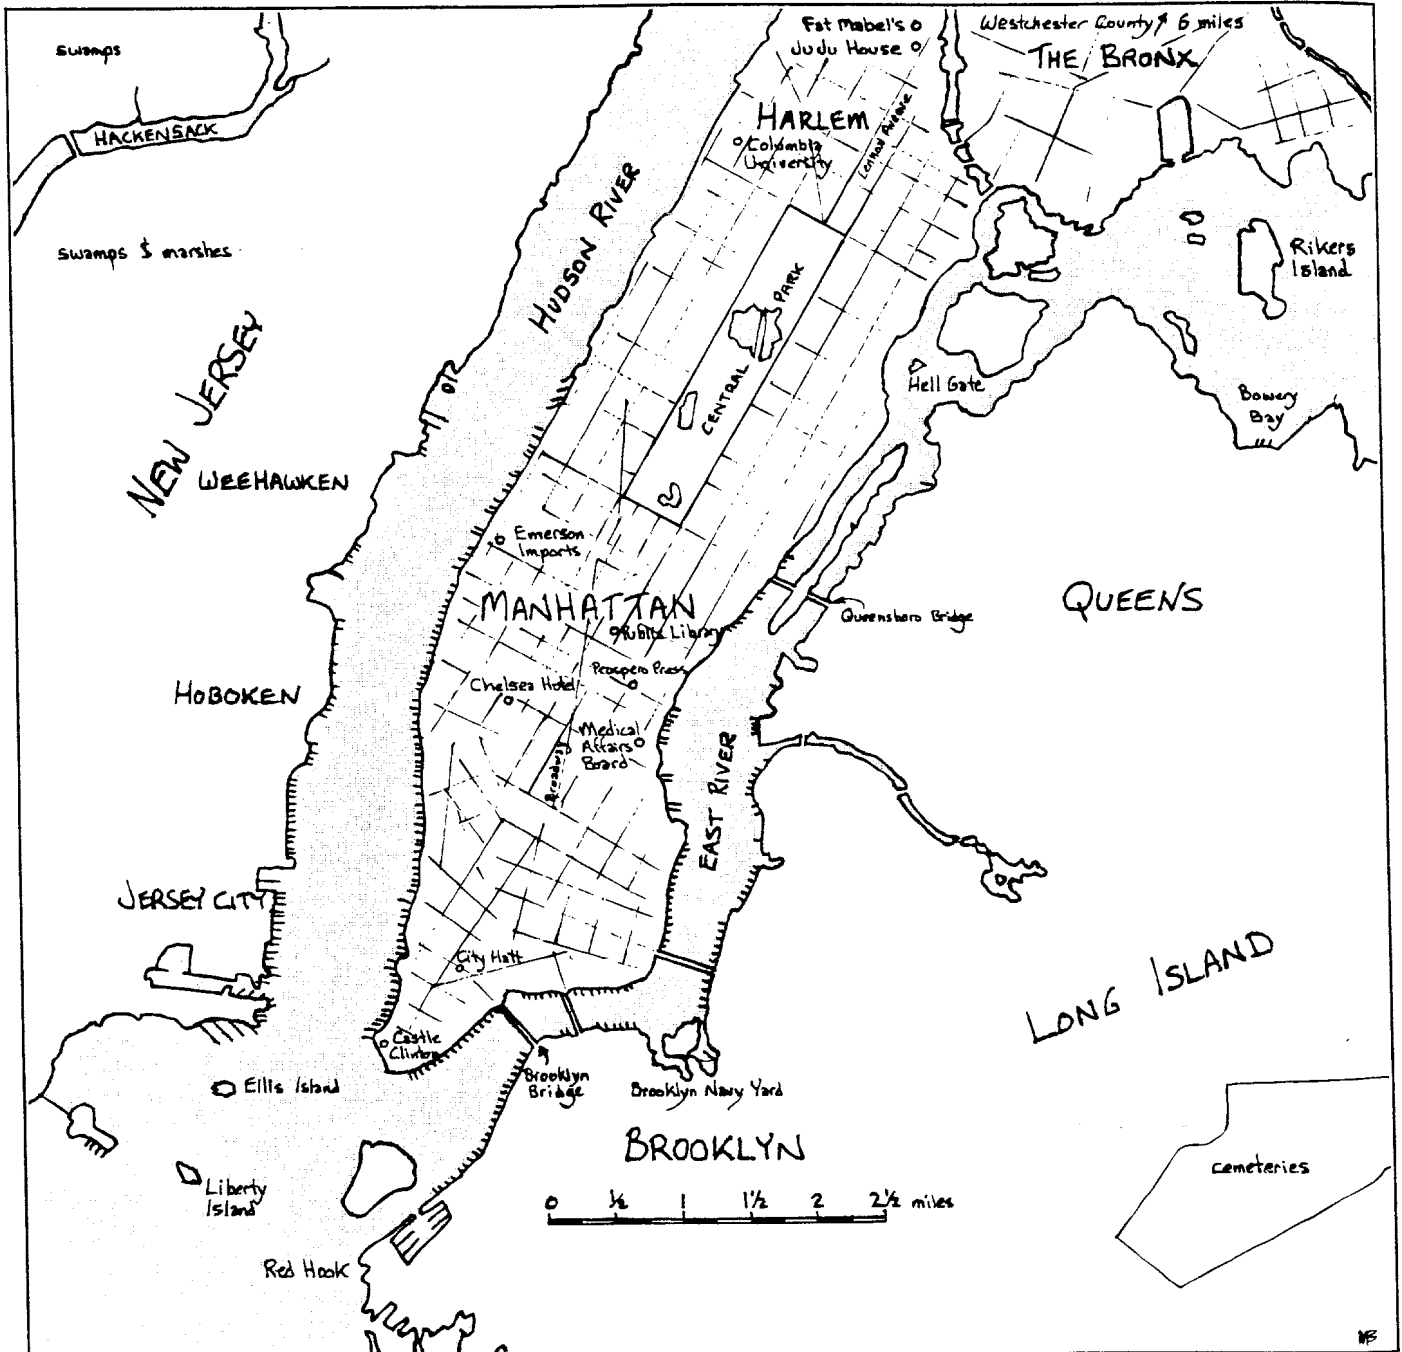 Fat Mabel's
Westchester County 6 miles
swamps
JuJu House
THE BRONX
HARLEM
HACKENSACK
Columbia
University
Lenox Avenue
HUDSON RIVER
swamps & marshes
Rikers
Island
PARK
CENTRAL
NEW JERSEY
Hell Gate
Bowery
Bay
WEEHAWKEN
Emerson
Imports
MANHATTAN
QUEENS
Queensboro Bridge
Public Library
Prospero Press
HOBOKEN
Chelsea Hotel
Medical
Affairs
Board
Broadway
EAST RIVER
JERSEY CITY
City Hall
LONG ISLAND
Castle
Clinton
Ellis Island
Brooklyn
Bridge
Brooklyn Navy Yard
BROOKLYN
cemeteries
Liberty
Island
0 ½ 1 1½ 2 2½ miles
Red Hook